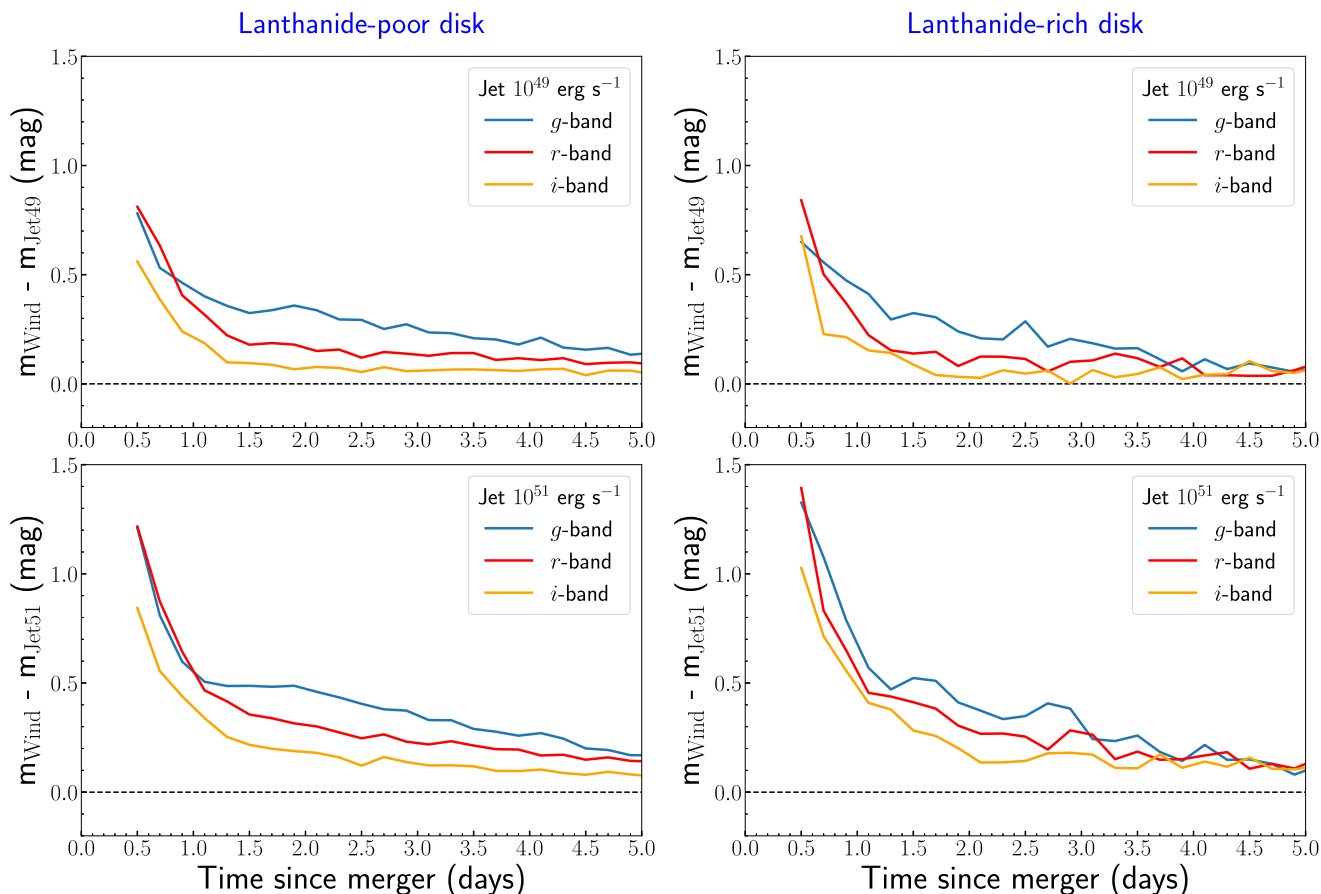 Lanthanide-poor disk
Lanthanide-rich disk
m_Wind - m_Jet49 (mag)
1.5
1.0
0.5
0.0
Jet 10^49 erg s^−1
g-band
r-band
i-band
0.0 0.5 1.0 1.5 2.0 2.5 3.0 3.5 4.0 4.5 5.0
m_Wind - m_Jet49 (mag)
1.5
1.0
0.5
0.0
Jet 10^49 erg s^−1
g-band
r-band
i-band
0.0 0.5 1.0 1.5 2.0 2.5 3.0 3.5 4.0 4.5 5.0
m_Wind - m_Jet51 (mag)
1.5
1.0
0.5
0.0
Jet 10^51 erg s^−1
g-band
r-band
i-band
0.0 0.5 1.0 1.5 2.0 2.5 3.0 3.5 4.0 4.5 5.0
Time since merger (days)
m_Wind - m_Jet51 (mag)
1.5
1.0
0.5
0.0
Jet 10^51 erg s^−1
g-band
r-band
i-band
0.0 0.5 1.0 1.5 2.0 2.5 3.0 3.5 4.0 4.5 5.0
Time since merger (days)